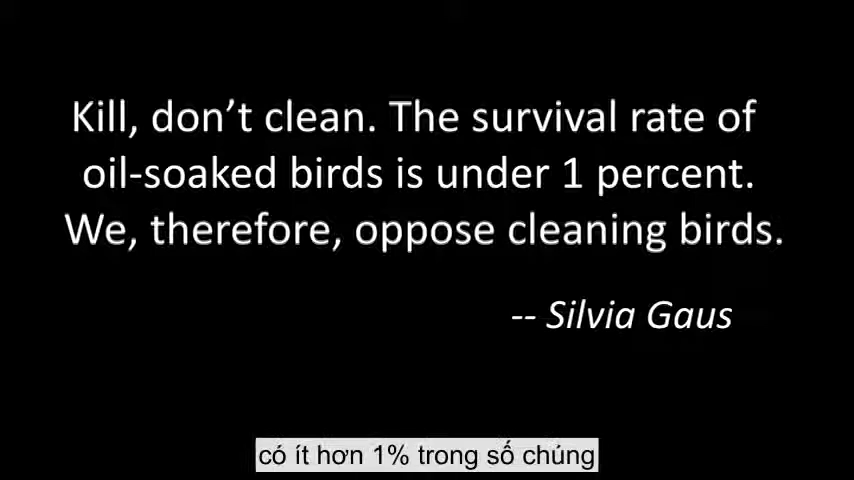 Kill, don’t clean. The survival rate of
oil-soaked birds is under 1 percent.
We, therefore, oppose cleaning birds.
-- Silvia Gaus
có ít hơn 1% trong số chúng